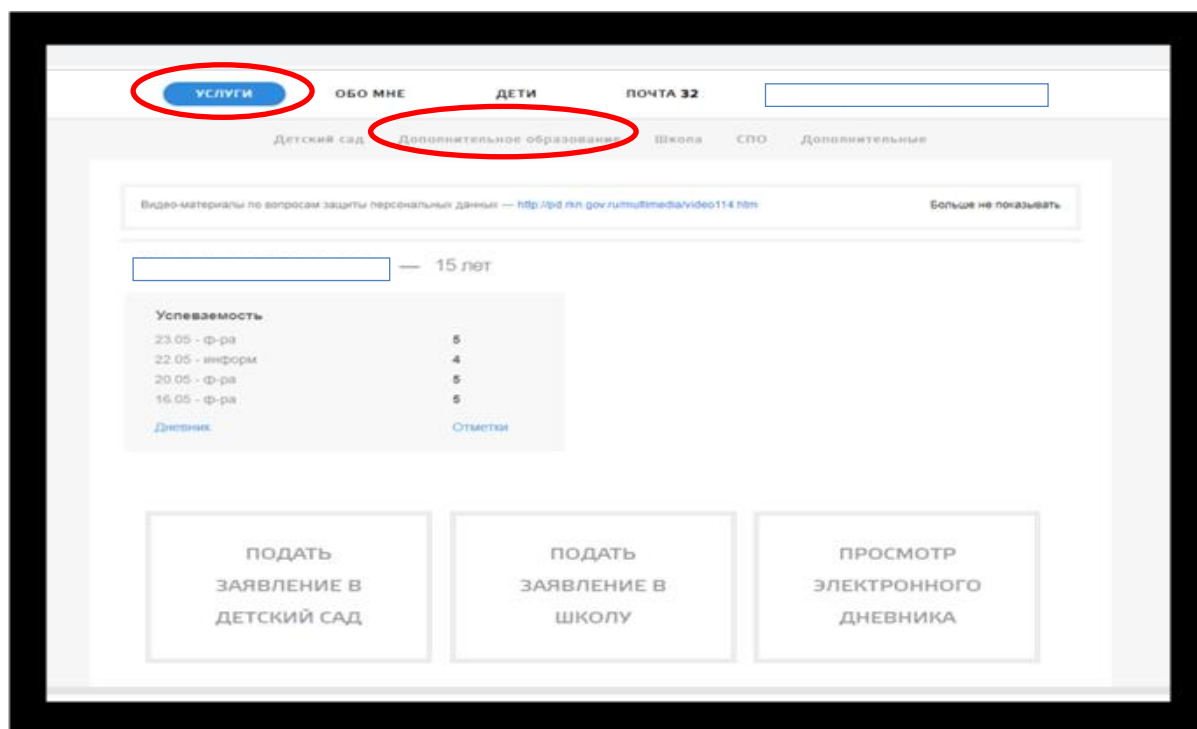 УСЛУГИ ОБО МНЕ ДЕТИ ПОЧТА 32
Детский сад Дополнительное образование Школа СПО Дополнительные
Видео-материалы по вопросам защиты персональных данных — http://pd.rkn.gov.ru/multimedia/video114.htm Больше не показывать
— 15 лет
Успеваемость
23.05 - ф-ра 5
22.05 - информ 4
20.05 - ф-ра 5
16.05 - ф-ра 5
Дневник Отметки
ПОДАТЬ
ЗАЯВЛЕНИЕ В
ДЕТСКИЙ САД
ПОДАТЬ
ЗАЯВЛЕНИЕ В
ШКОЛУ
ПРОСМОТР
ЭЛЕКТРОННОГО
ДНЕВНИКА